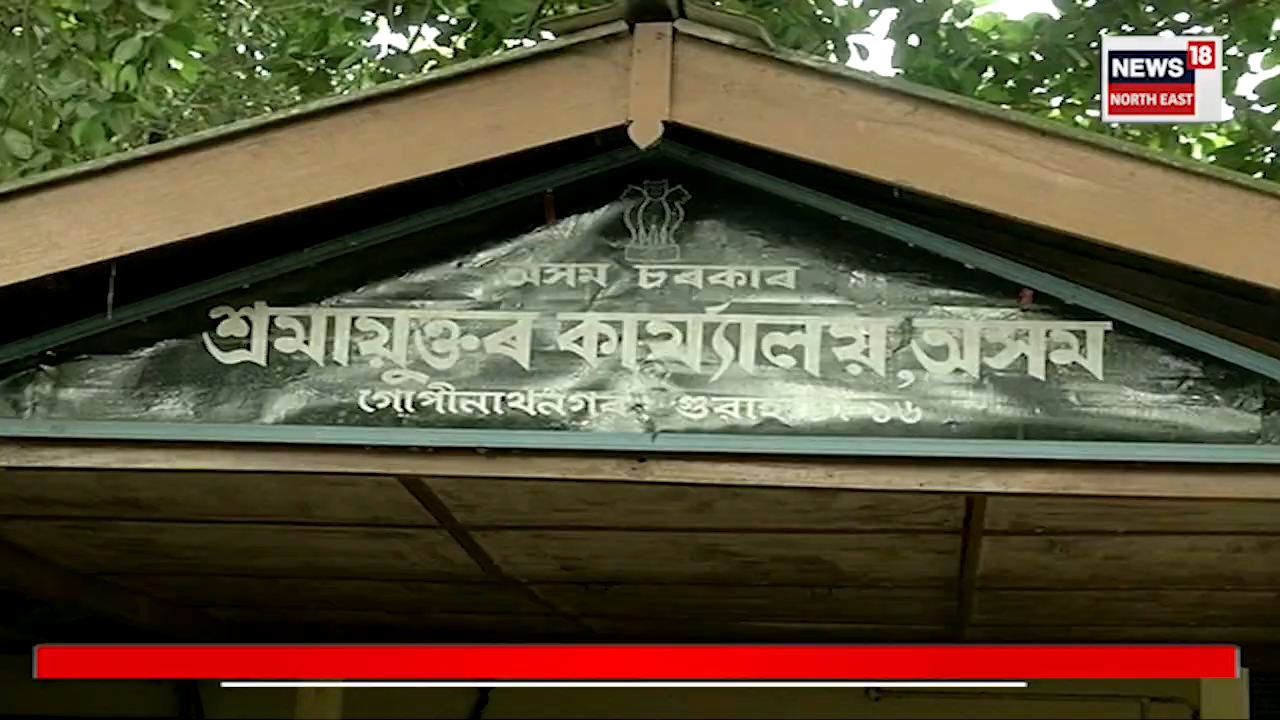 NEWS 18
NORTH EAST
অসম চৰকাৰ
শ্ৰমায়ুক্তৰ কাৰ্য্যালয়,অসম
গোপীনাথনগৰ, ১৬